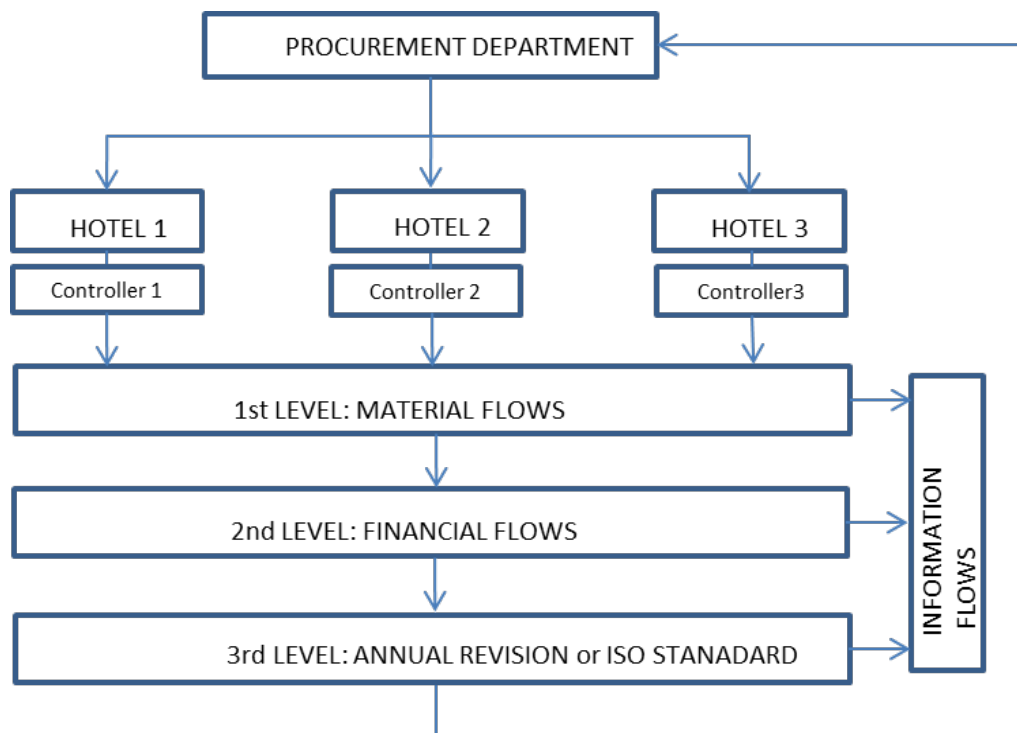 PROCUREMENT DEPARTMENT
HOTEL 1
HOTEL 2
HOTEL 3
Controller 1
Controller 2
Controller3
1st LEVEL: MATERIAL FLOWS
2nd LEVEL: FINANCIAL FLOWS
3rd LEVEL: ANNUAL REVISION or ISO STANADARD
INFORMATION
FLOWS